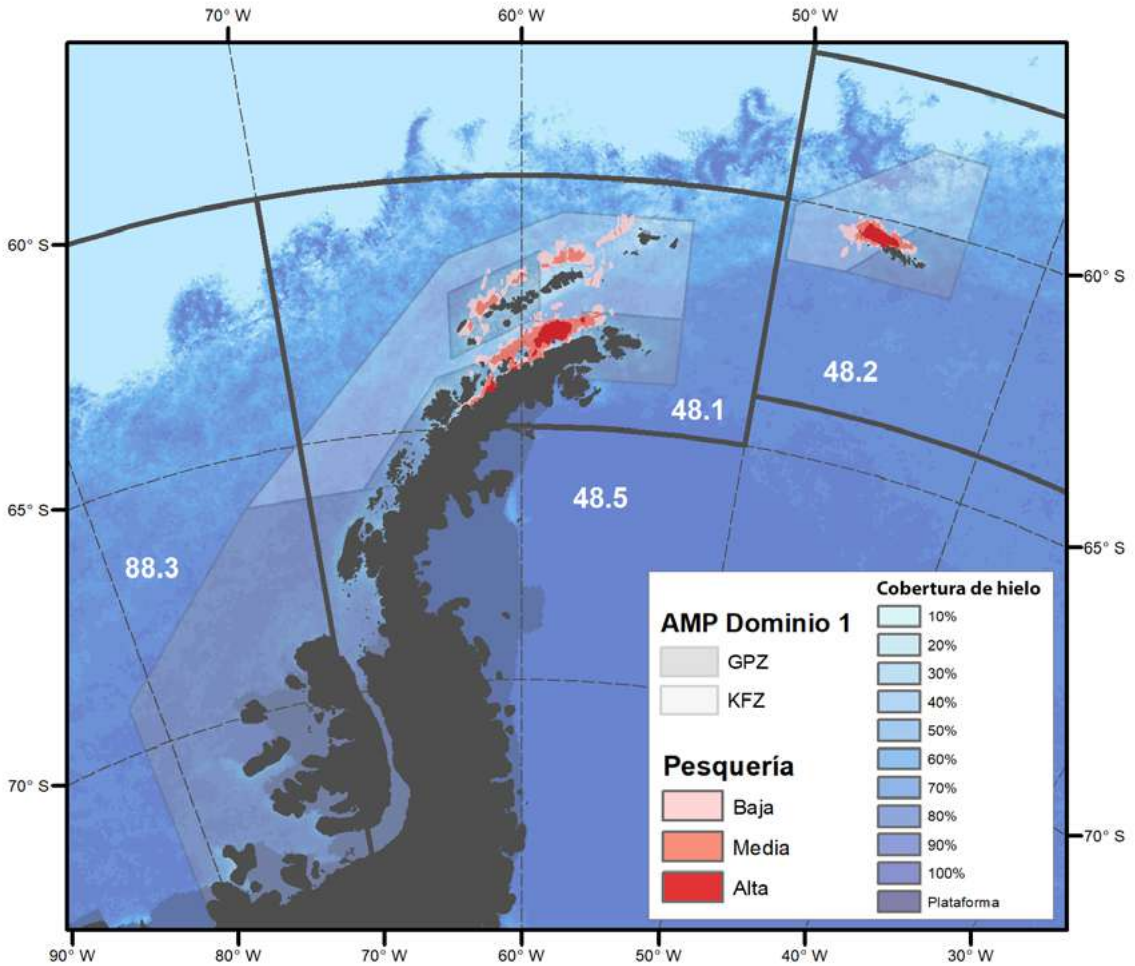 70° W 60° W 50° W
60° S
60° S
48.2
48.1
65° S
48.5
65° S
88.3
AMP Dominio 1
GPZ
KFZ
Pesquería
Baja
Media
Alta
Cobertura de hielo
10%
20%
30%
40%
50%
60%
70%
80%
90%
100%
Plataforma
70° S
70° S
90° W 80° W 70° W 60° W 50° W 40° W 30° W